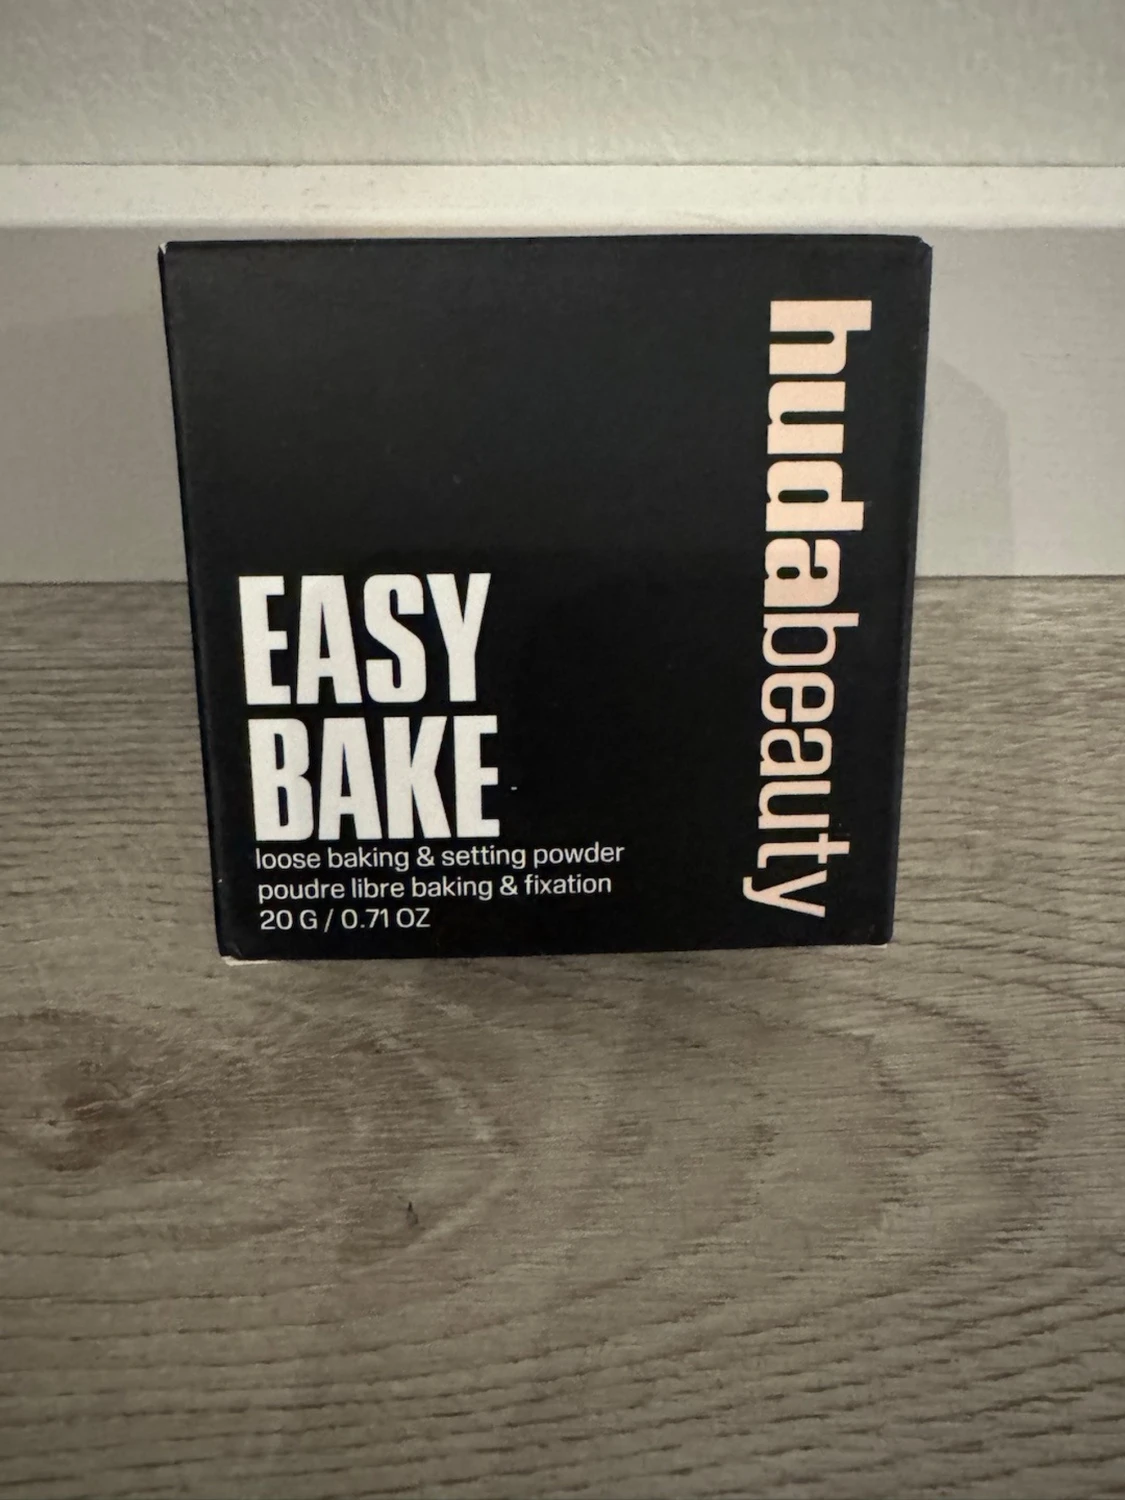 EASY
BAKE
loose baking & setting powder
poudre libre baking & fixation
20 G / 0.71 OZ
hudabeauty